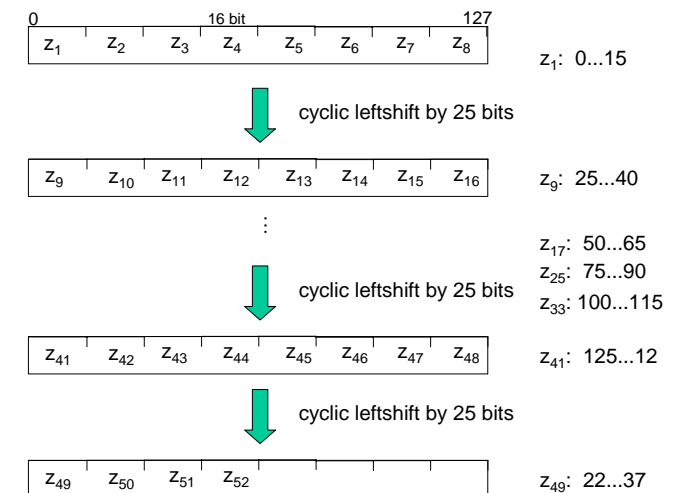 0 16 bit 127
z₁ z₂ z₃ z₄ z₅ z₆ z₇ z₈
z₁: 0...15
cyclic leftshift by 25 bits
z₉ z₁₀ z₁₁ z₁₂ z₁₃ z₁₄ z₁₅ z₁₆
z₉: 25...40
⋮
z₁₇: 50...65
z₂₅: 75...90
cyclic leftshift by 25 bits
z₃₃: 100...115
z₄₁ z₄₂ z₄₃ z₄₄ z₄₅ z₄₆ z₄₇ z₄₈
z₄₁: 125...12
cyclic leftshift by 25 bits
z₄₉ z₅₀ z₅₁ z₅₂
z₄₉: 22...37